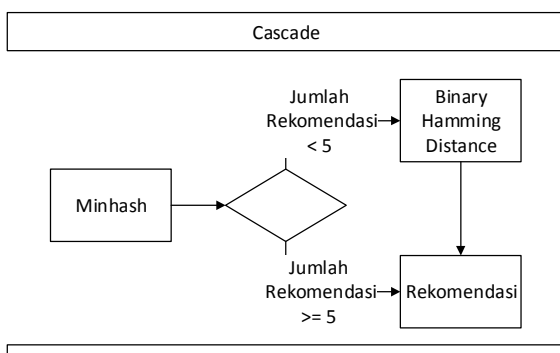 Cascade
Jumlah
Rekomendasi
< 5
Binary
Hamming
Distance
Minhash
Jumlah
Rekomendasi
>= 5
Rekomendasi